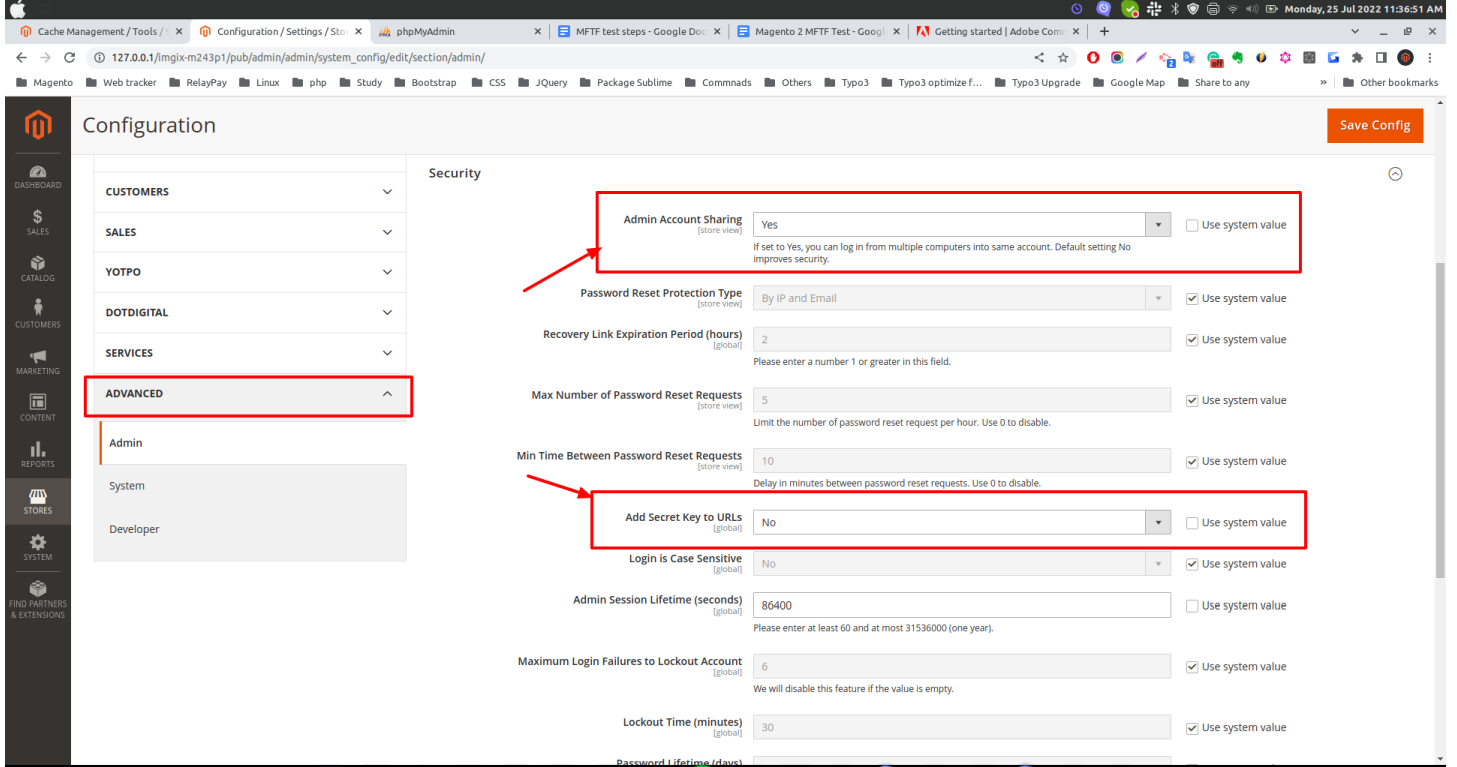 Monday, 25 Jul 2022 11:36:51 AM
Cache Management / Tools / S
Configuration / Settings / Stor
phpMyAdmin
MFTF test steps - Google Doc
Magento 2 MFTF Test - Googl
Getting started | Adobe Comm
127.0.0.1/imgix-m243p1/pub/admin/admin/system_config/edit/section/admin/
Magento Web tracker RelayPay Linux php Study Bootstrap CSS JQuery Package Sublime Commnads Others Typo3 Typo3 optimize f... Typo3 Upgrade Google Map Share to any » Other bookmarks
Configuration
Save Config
DASHBOARD
SALES
CATALOG
CUSTOMERS
MARKETING
CONTENT
REPORTS
STORES
SYSTEM
FIND PARTNERS
& EXTENSIONS
CUSTOMERS
SALES
YOTPO
DOTDIGITAL
SERVICES
ADVANCED
Admin
System
Developer
Security
Admin Account Sharing Yes Use system value
[store view]
If set to Yes, you can log in from multiple computers into same account. Default setting No
improves security.
Password Reset Protection Type By IP and Email Use system value
[store view]
Recovery Link Expiration Period (hours) 2 Use system value
[global]
Please enter a number 1 or greater in this field.
Max Number of Password Reset Requests 5 Use system value
[store view]
Limit the number of password reset request per hour. Use 0 to disable.
Min Time Between Password Reset Requests 10 Use system value
[store view]
Delay in minutes between password reset requests. Use 0 to disable.
Add Secret Key to URLs No Use system value
[global]
Login is Case Sensitive No Use system value
[global]
Admin Session Lifetime (seconds) 86400 Use system value
[global]
Please enter at least 60 and at most 31536000 (one year).
Maximum Login Failures to Lockout Account 6 Use system value
[global]
We will disable this feature if the value is empty.
Lockout Time (minutes) 30 Use system value
[global]
Password Lifetime (days)